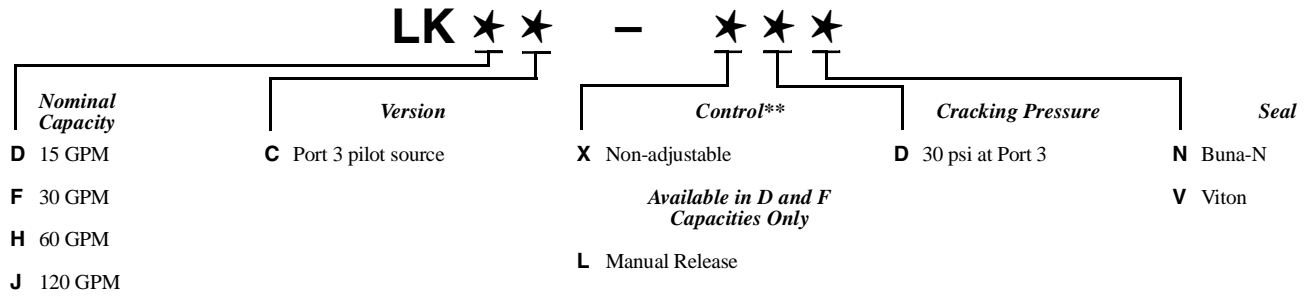 LK ★ ★ – ★ ★ ★
Nominal
Capacity
D 15 GPM
F 30 GPM
H 60 GPM
J 120 GPM
Version
C Port 3 pilot source
Control**
X Non-adjustable
Available in D and F
Capacities Only
L Manual Release
Cracking Pressure
D 30 psi at Port 3
Seal
N Buna-N
V Viton